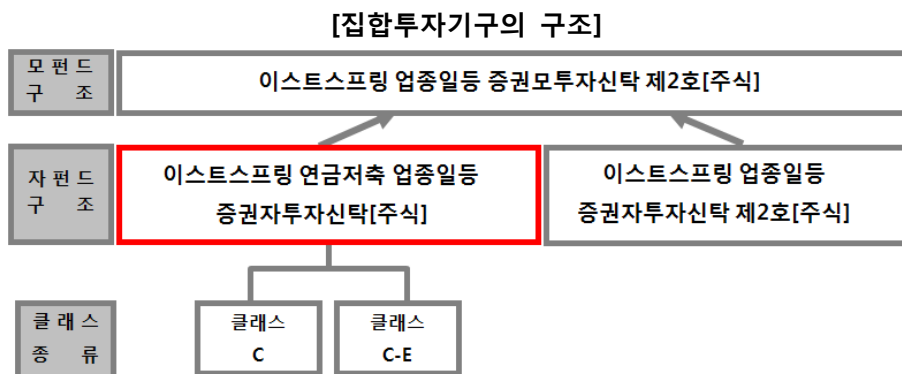 [집합투자기구의 구조]
모 펀 드
구 조
이스트스프링 업종일등 증권모투자신탁 제2호[주식]
자 펀 드
구 조
이스트스프링 연금저축 업종일등
증권자투자신탁[주식]
이스트스프링 업종일등
증권자투자신탁 제2호[주식]
클 래 스
종 류
클래스
C
클래스
C-E